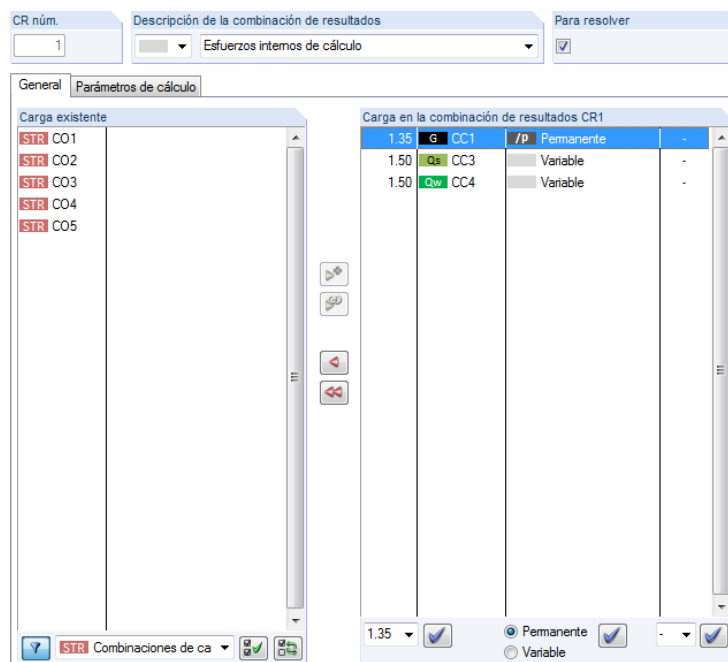 CR núm. Descripción de la combinación de resultados Para resolver
1 Esfuerzos internos de cálculo
General Parámetros de cálculo
Carga existente Carga en la combinación de resultados CR1
STR CO1 1.35 G CC1 /p Permanente -
STR CO2 1.50 Qs CC3 Variable -
STR CO3 1.50 Qw CC4 Variable -
STR CO4
STR CO5
STR Combinaciones de ca 1.35 Permanente -
Variable